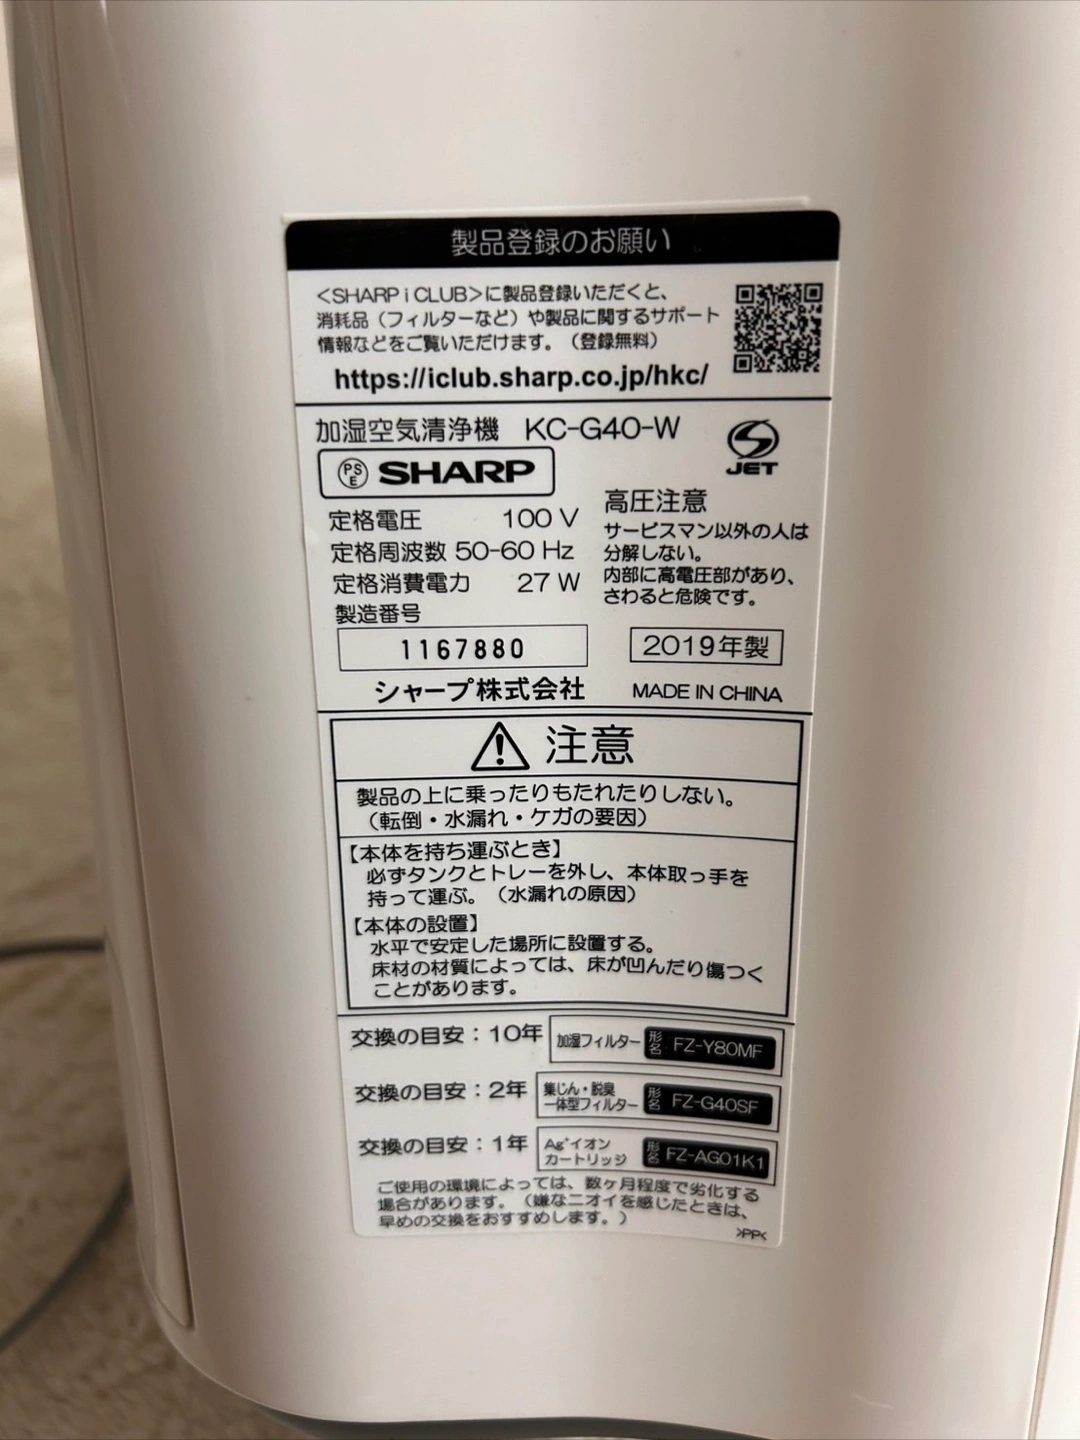 製品登録のお願い
<SHARP i CLUB>に製品登録いただくと、
消耗品（フィルターなど）や製品に関するサポート
情報などをご覧いただけます。（登録無料）
https://iclub.sharp.co.jp/hkc/
加湿空気清浄機 KC-G40-W
JET
PSE SHARP
定格電圧 100 V
定格周波数 50-60 Hz
定格消費電力 27 W
製造番号
1167880
シャープ株式会社
高圧注意
サービスマン以外の人は
分解しない。
内部に高電圧部があり、
さわると危険です。
2019年製
MADE IN CHINA
注意
製品の上に乗ったりもたれたりしない。
（転倒・水漏れ・ケガの要因）
【本体を持ち運ぶとき】
必ずタンクとトレーを外し、本体取っ手を
持って運ぶ。（水漏れの原因）
【本体の設置】
水平で安定した場所に設置する。
床材の材質によっては、床が凹んだり傷つく
ことがあります。
交換の目安：10年 加湿フィルター 形名 FZ-Y80MF
交換の目安：2年 集じん・脱臭
一体型フィルター 形名 FZ-G40SF
交換の目安：1年 Ag⁺イオン
カートリッジ 形名 FZ-AG01K1
ご使用の環境によっては、数ヶ月程度で劣化する
場合があります。（嫌なニオイを感じたときは、
早めの交換をおすすめします。）
>PP<